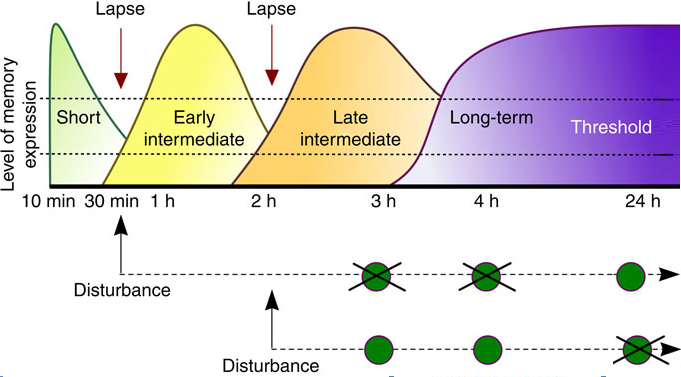 Lapse
Lapse
Level of memory
expression
Short
Early
intermediate
Late
intermediate
Long-term
Threshold
10 min 30 min 1 h 2 h 3 h 4 h 24 h
Disturbance
Disturbance